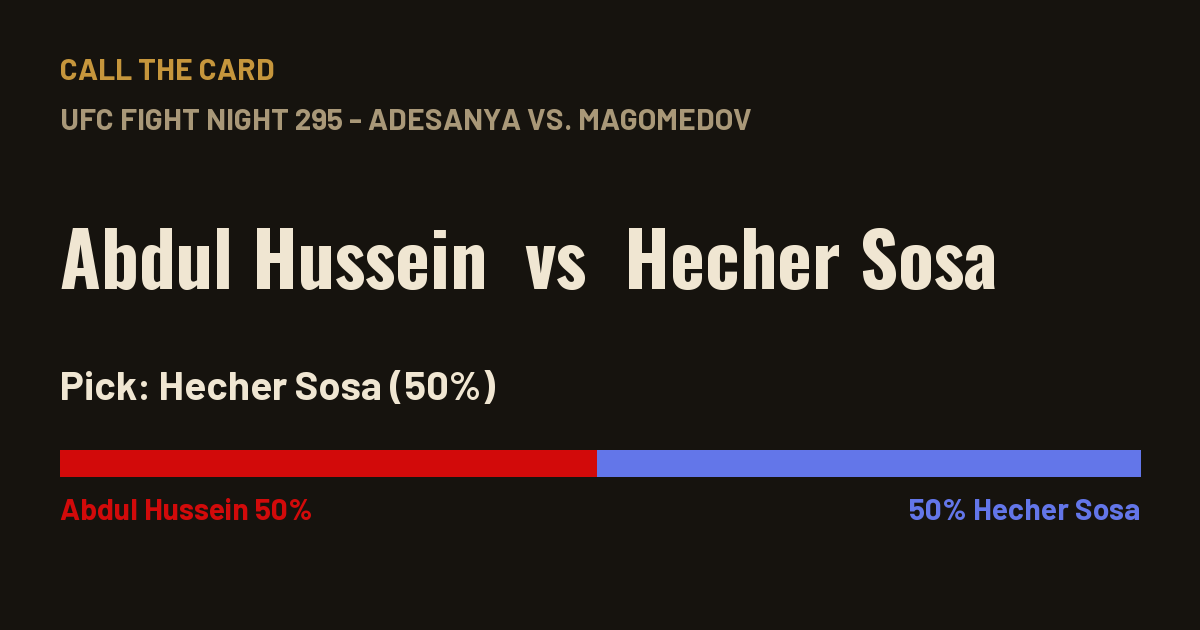 CALL THE CARD
UFC FIGHT NIGHT 295 - ADESANYA VS. MAGOMEDOV
Abdul Hussein vs Hecher Sosa
Pick: Hecher Sosa (50%)
Abdul Hussein 50% 50% Hecher Sosa